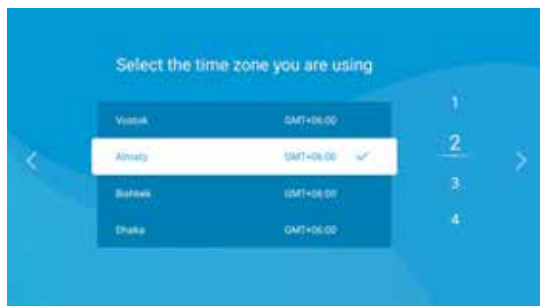 Select the time zone you are using
Vostok GMT+06:00
Almaty GMT+06:00
Bishkek GMT+06:00
Dhaka GMT+06:00
1
2
3
4